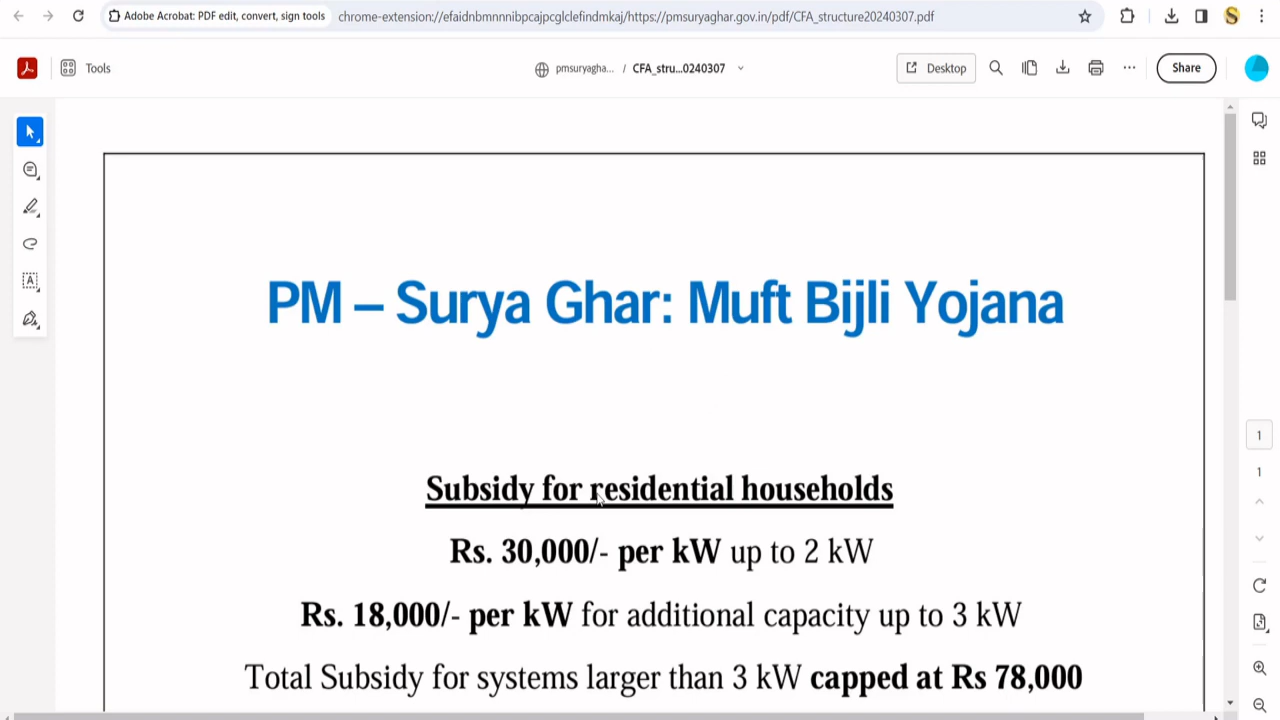 Adobe Acrobat: PDF edit, convert, sign tools
chrome-extension://efaidnbmnnnibpcajpcglclefindmkaj/https://pmsuryaghar.gov.in/pdf/CFA_structure20240307.pdf
S
Tools
pmsuryagha... / CFA_stru...0240307
Desktop
Share
PM – Surya Ghar: Muft Bijli Yojana
Subsidy for residential households
Rs. 30,000/- per kW up to 2 kW
Rs. 18,000/- per kW for additional capacity up to 3 kW
Total Subsidy for systems larger than 3 kW capped at Rs 78,000
1
1